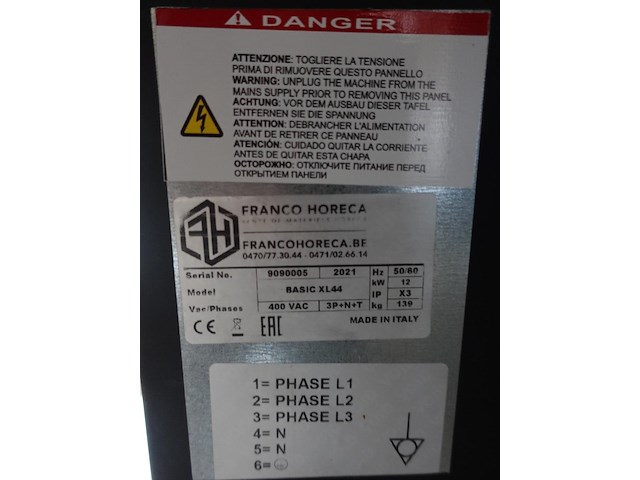 DANGER
ATTENZIONE: TOGLIERE LA TENSIONE
PRIMA DI RIMUOVERE QUESTO PANNELLO
WARNING: UNPLUG THE MACHINE FROM THE
MAINS SUPPLY PRIOR TO REMOVING THIS PANEL
ACHTUNG: VOR DEM AUSBAU DIESER TAFEL
ENTFERNEN SIE DIE SPANNUNG
ATTENTION: DEBRANCHER L'ALIMENTATION
AVANT DE RETIRER CE PANNEAU
ATENCIÓN: CUIDADO QUITAR LA CORRIENTE
ANTES DE QUITAR ESTA CHAPA
ОСТОРОЖНО: ОТКЛЮЧИТЕ ПИТАНИЕ ПЕРЕД
ОТКРЫТИЕМ ПАНЕЛИ
FH FRANCO HORECA
FRANCOHORECA.BE
0470/77.30.44 - 0471/02.66.14
Serial No. 9090005 2021 Hz 50/60
Model BASIC XL44 kW 12
IP X3
Vac/Phases 400 VAC 3P+N+T kg 139
CE EAC MADE IN ITALY
1= PHASE L1
2= PHASE L2
3= PHASE L3
4= N
5= N
6=